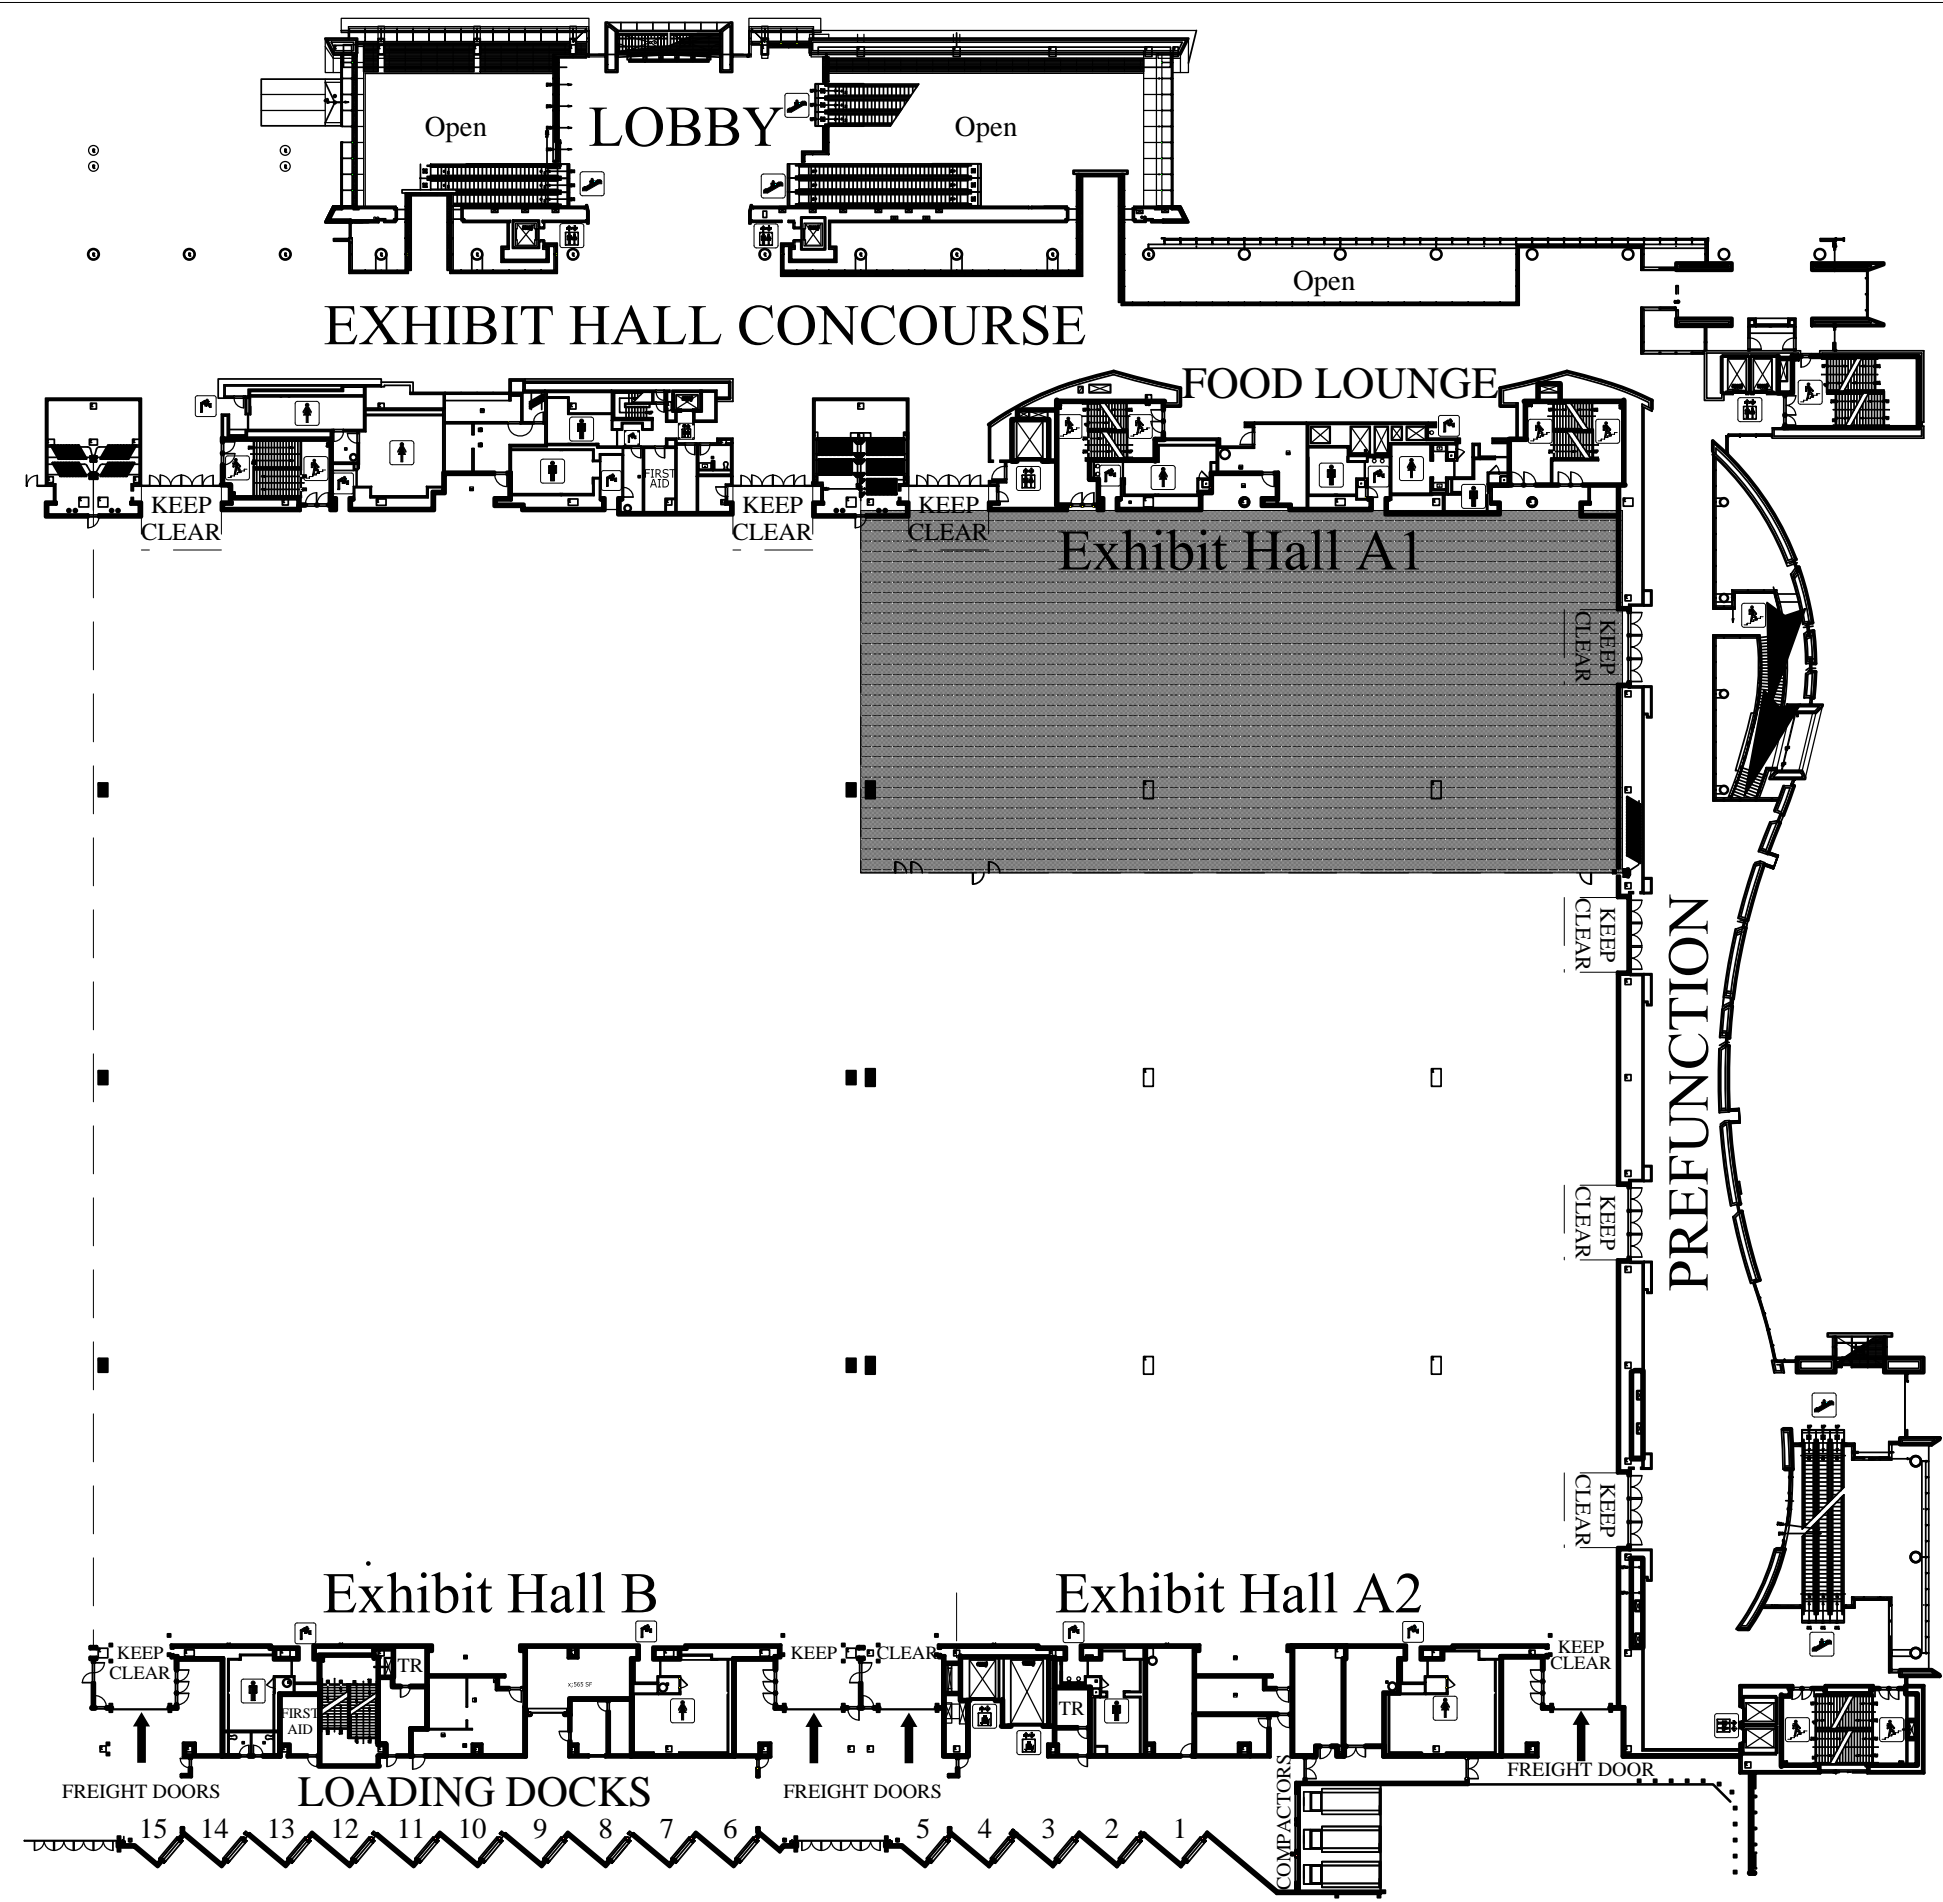 Open
LOBBY
Open
Open
EXHIBIT HALL CONCOURSE
FOOD LOUNGE
FIRST
AID
KEEP
CLEAR
KEEP
CLEAR
KEEP
CLEAR
Exhibit Hall A1
KEEP
CLEAR
KEEP
CLEAR
PREFUNCTION
KEEP
CLEAR
KEEP
CLEAR
Exhibit Hall B
Exhibit Hall A2
KEEP
CLEAR
TR
FIRST
AID
x;565 SF
KEEP CLEAR
TR
KEEP
CLEAR
FREIGHT DOORS
LOADING DOCKS
FREIGHT DOORS
FREIGHT DOOR
COMPACTORS
15 14 13 12 11 10 9 8 7 6 5 4 3 2 1